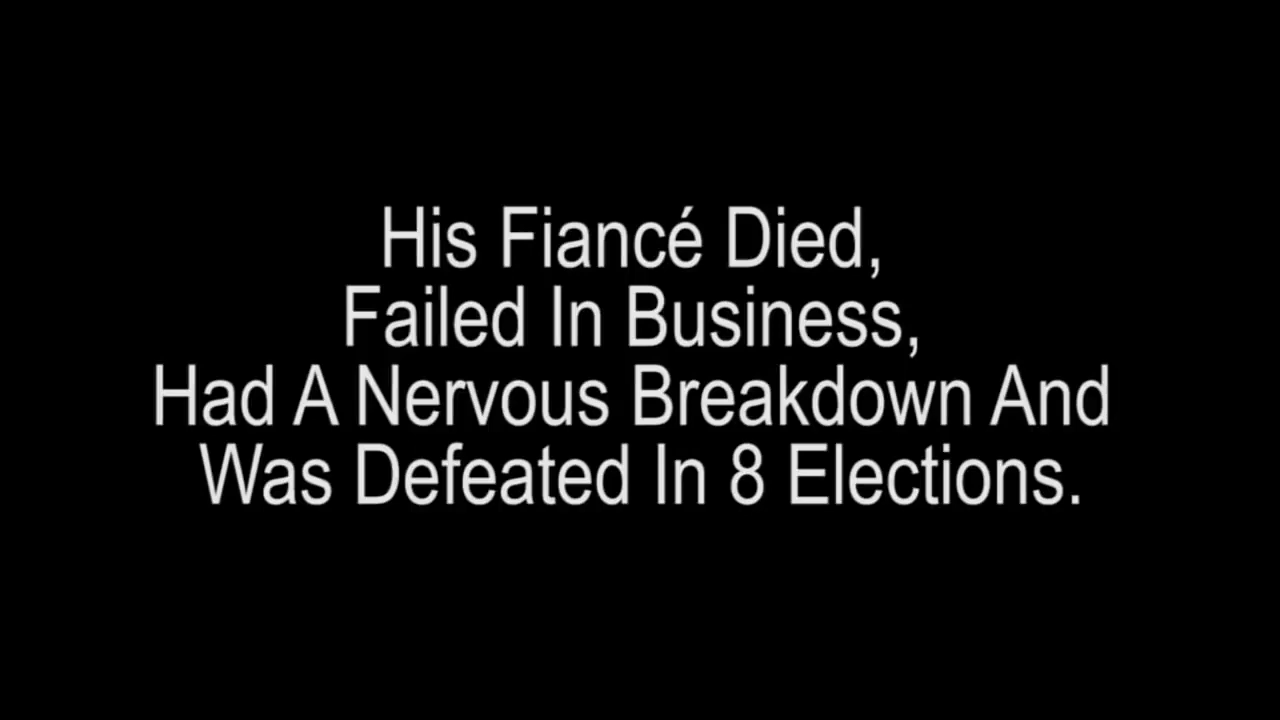 His Fiancé Died,
Failed In Business,
Had A Nervous Breakdown And
Was Defeated In 8 Elections.